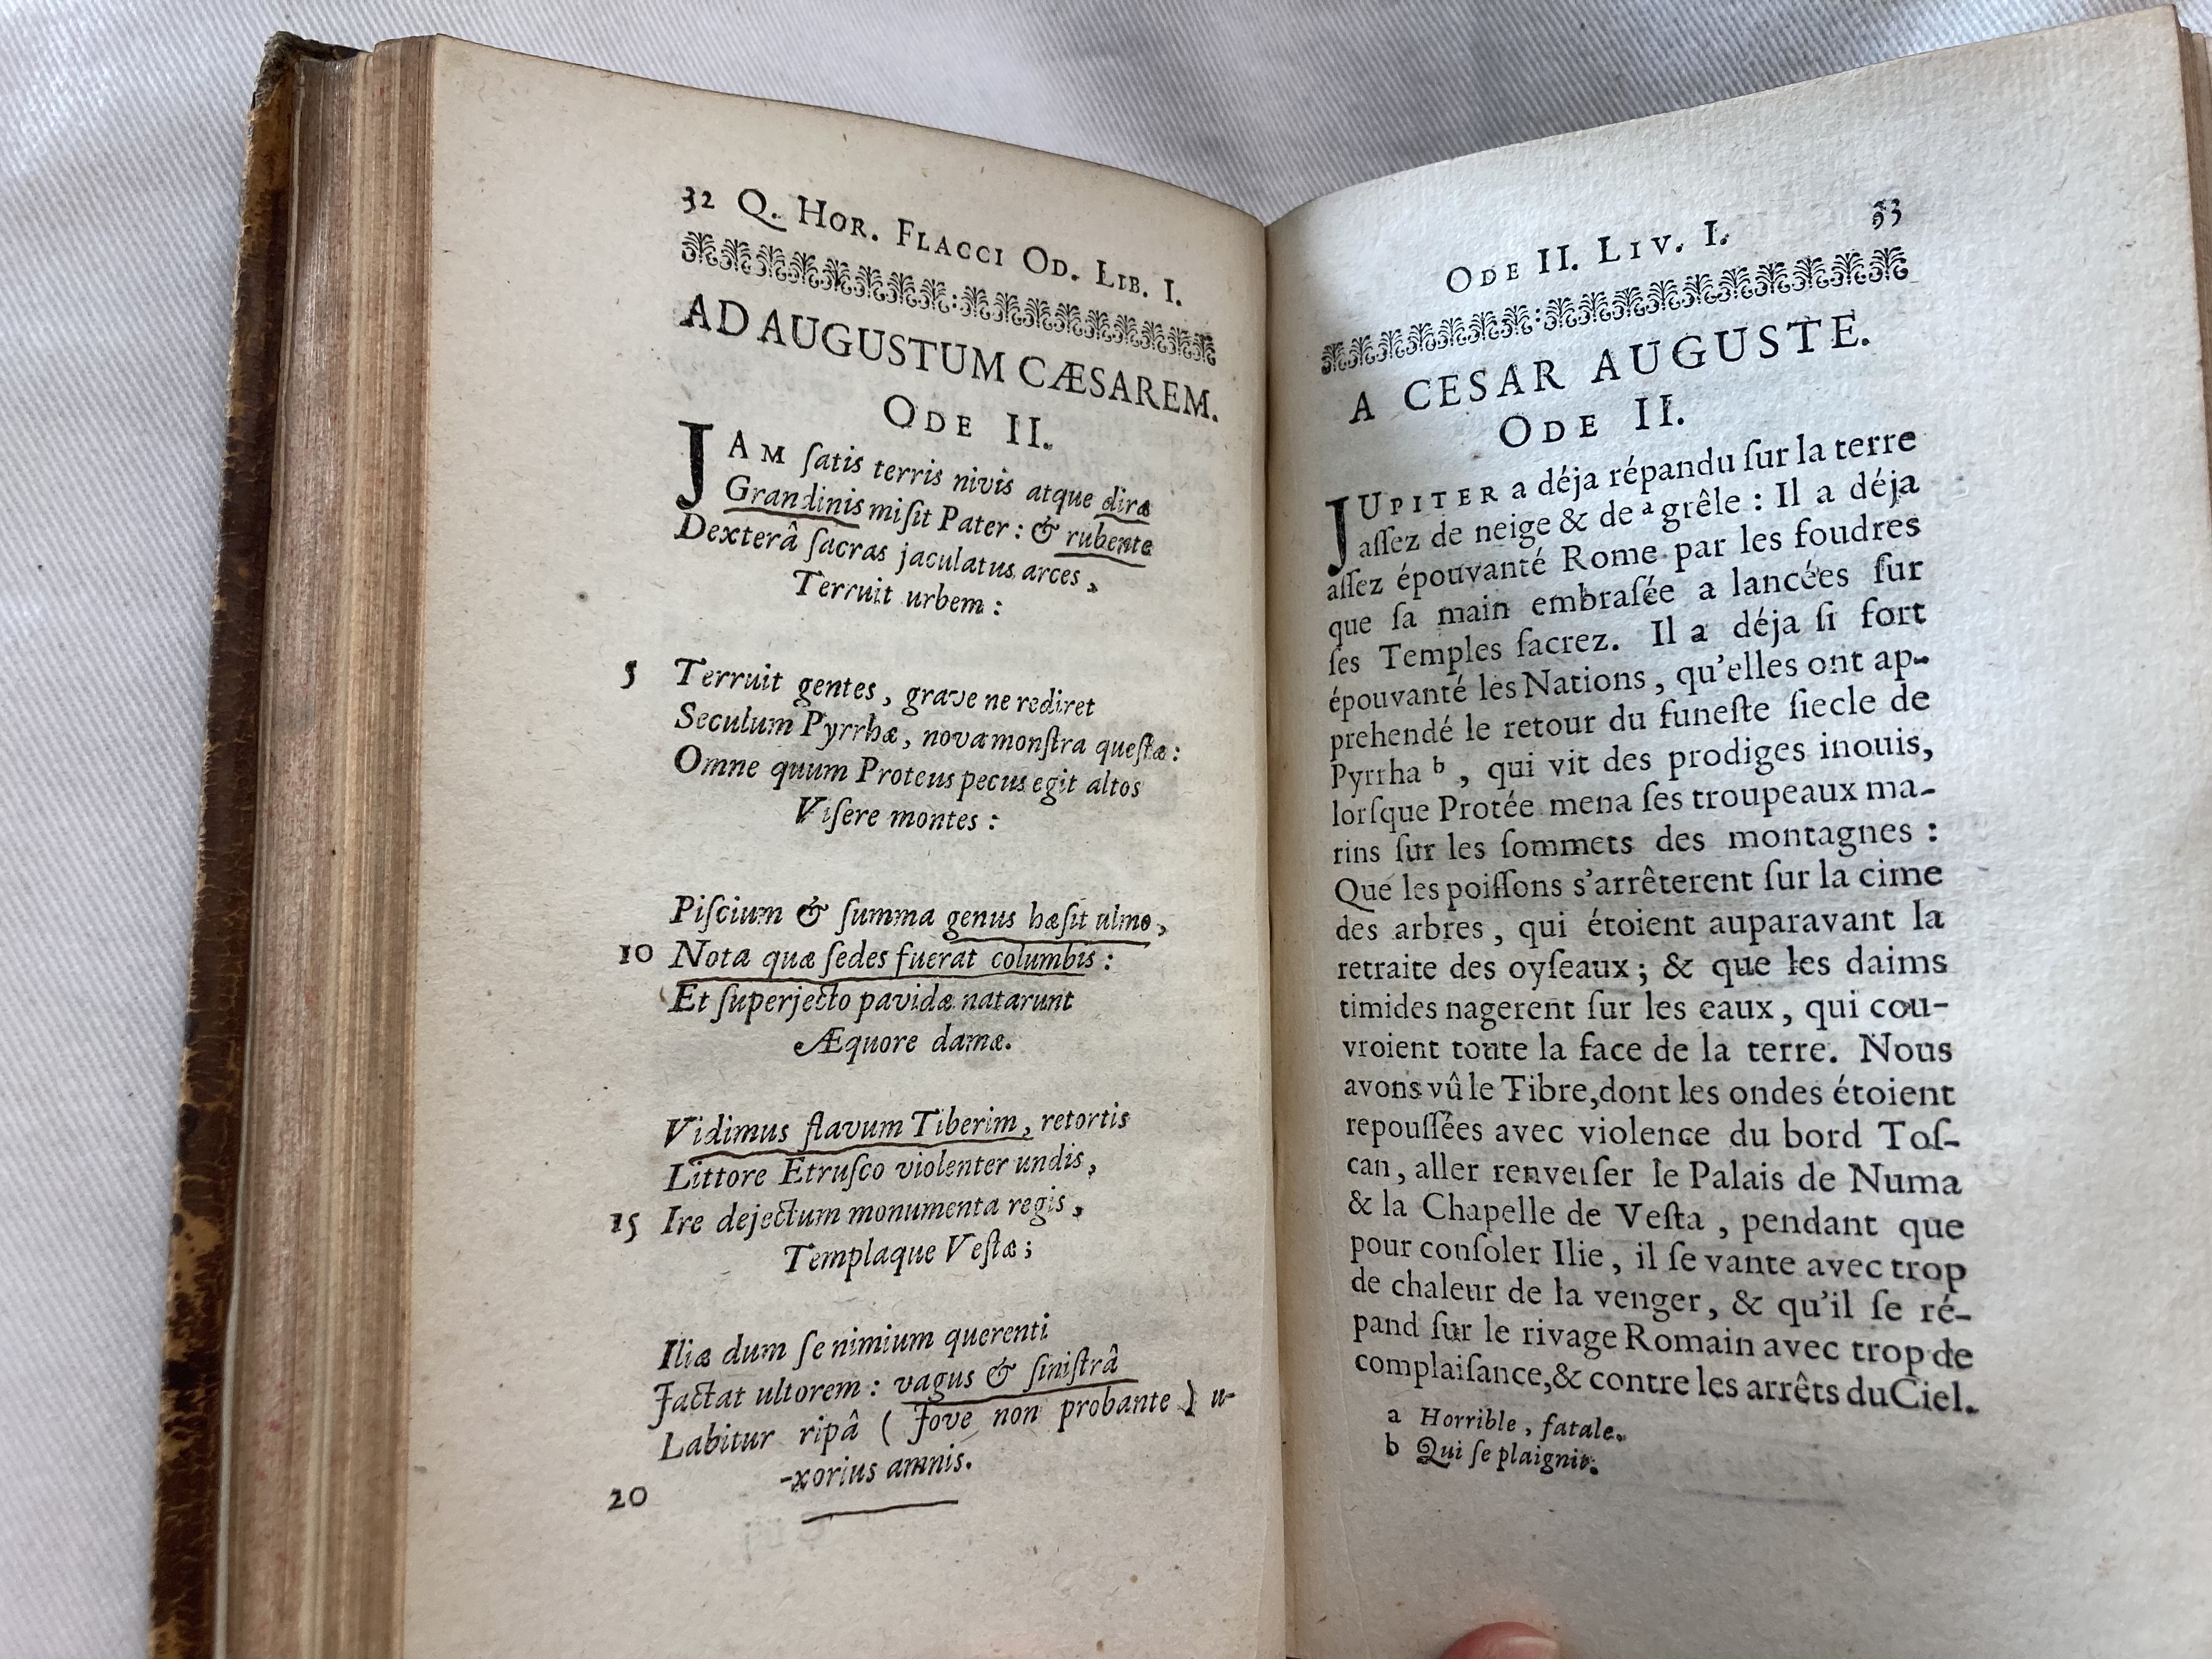 32 Q. HOR. FLACCI OD. LIB. I.
AD AUGUSTUM CÆSAREM.
ODE II.
JAM ſatis terris nivis atque diræ
Grandinis miſit Pater: & rubente
Dexterâ ſacras jaculatus arces,
Terruit urbem:
5 Terruit gentes, grave ne rediret
Seculum Pyrrhæ, nova monſtra queſtæ:
Omne quum Proteus pecus egit altos
Viſere montes:
Piſcium & ſumma genus hæſit ulmo,
10 Nota quæ ſedes fuerat columbis:
Et ſuperjecto pavidæ natarunt
Æquore damæ.
Vidimus flavum Tiberim, retortis
Littore Etruſco violenter undis,
15 Ire dejectum monumenta regis,
Templaque Veſtæ;
Iliæ dum ſe nimium querenti
Jactat ultorem: vagus & ſiniſtrâ
Labitur ripâ ( Jove non probante ) u-
20 -xorius amnis.
ODE II. LIV. I. 33
A CESAR AUGUSTE.
ODE II.
JUPITER a déja répandu ſur la terre
aſſez de neige & de a grêle : Il a déja
aſſez épouvanté Rome par les foudres
que ſa main embraſée a lancées ſur
ſes Temples ſacrez. Il a déja ſi fort
épouvanté les Nations, qu'elles ont ap-
prehendé le retour du funeſte ſiecle de
Pyrrha b, qui vit des prodiges inouis,
lorſque Protée mena ſes troupeaux ma-
rins ſur les ſommets des montagnes :
Que les poiſſons s'arrêterent ſur la cime
des arbres, qui étoient auparavant la
retraite des oyſeaux; & que les daims
timides nagerent ſur les eaux, qui cou-
vroient toute la face de la terre. Nous
avons vû le Tibre,dont les ondes étoient
repouſſées avec violence du bord Toſ-
can, aller renverſer le Palais de Numa
& la Chapelle de Veſta, pendant que
pour conſoler Ilie, il ſe vante avec trop
de chaleur de la venger, & qu'il ſe ré-
pand ſur le rivage Romain avec trop de
complaiſance,& contre les arrêts du Ciel.
a Horrible, fatale.
b Qui ſe plaignit.